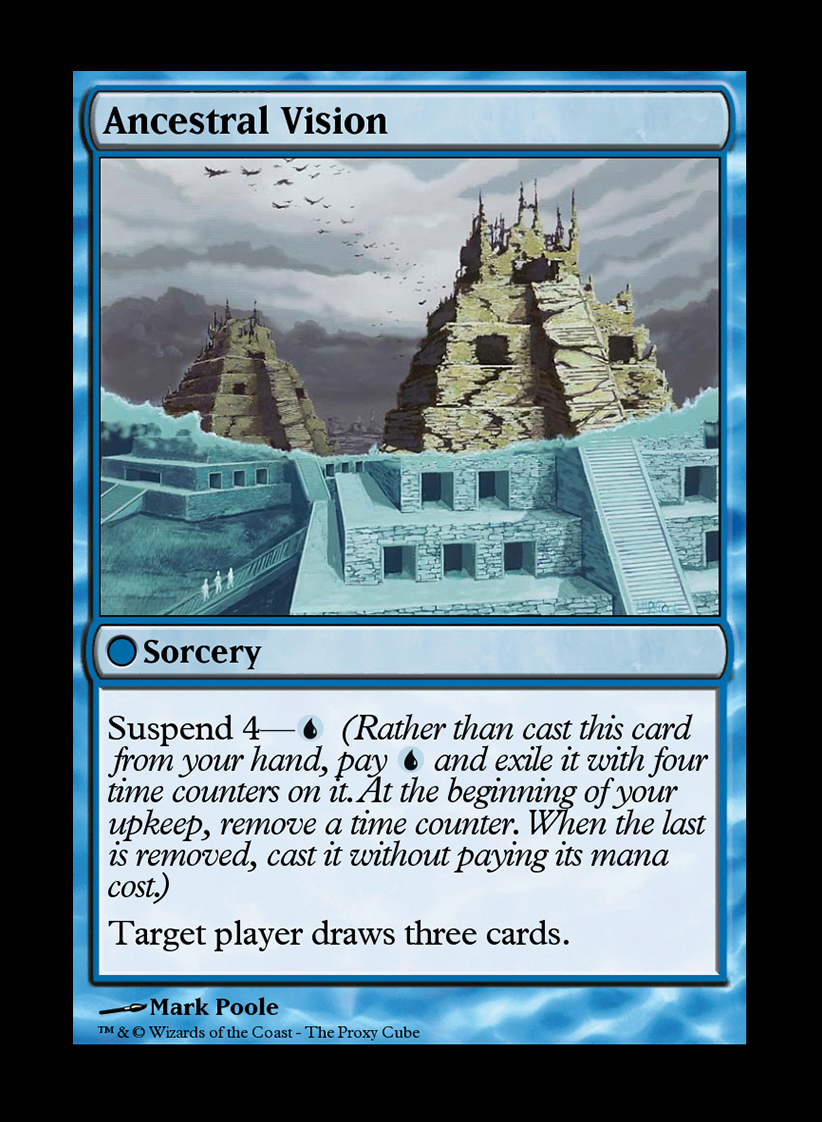 Ancestral Vision
Sorcery
Suspend 4— (Rather than cast this card
from your hand, pay and exile it with four
time counters on it. At the beginning of your
upkeep, remove a time counter. When the last
is removed, cast it without paying its mana
cost.)
Target player draws three cards.
Mark Poole
™ & © Wizards of the Coast - The Proxy Cube